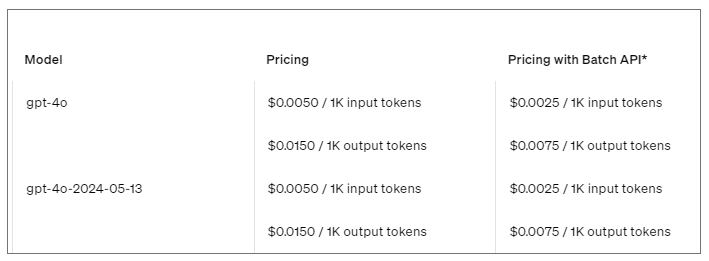 Model Pricing Pricing with Batch API*
gpt-4o $0.0050 / 1K input tokens $0.0025 / 1K input tokens
$0.0150 / 1K output tokens $0.0075 / 1K output tokens
gpt-4o-2024-05-13 $0.0050 / 1K input tokens $0.0025 / 1K input tokens
$0.0150 / 1K output tokens $0.0075 / 1K output tokens